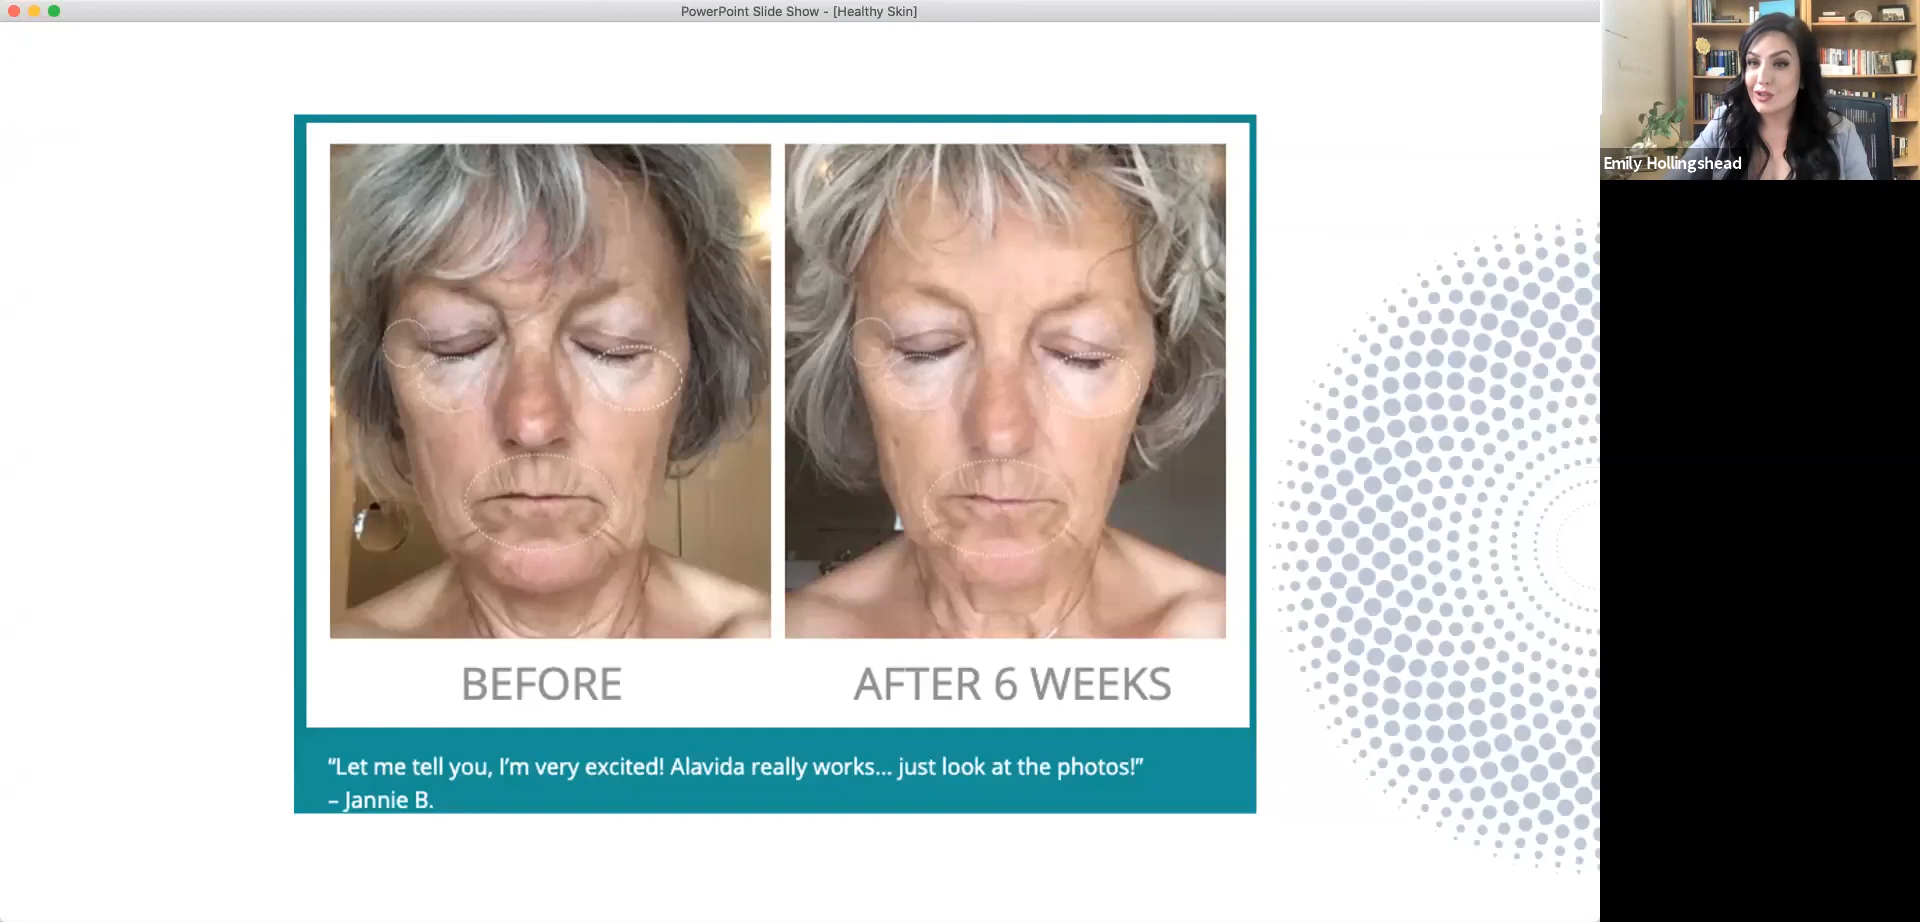 PowerPoint Slide Show - [Healthy Skin]
Emily Hollingshead
BEFORE
AFTER 6 WEEKS
“Let me tell you, I’m very excited! Alavida really works... just look at the photos!”
– Jannie B.